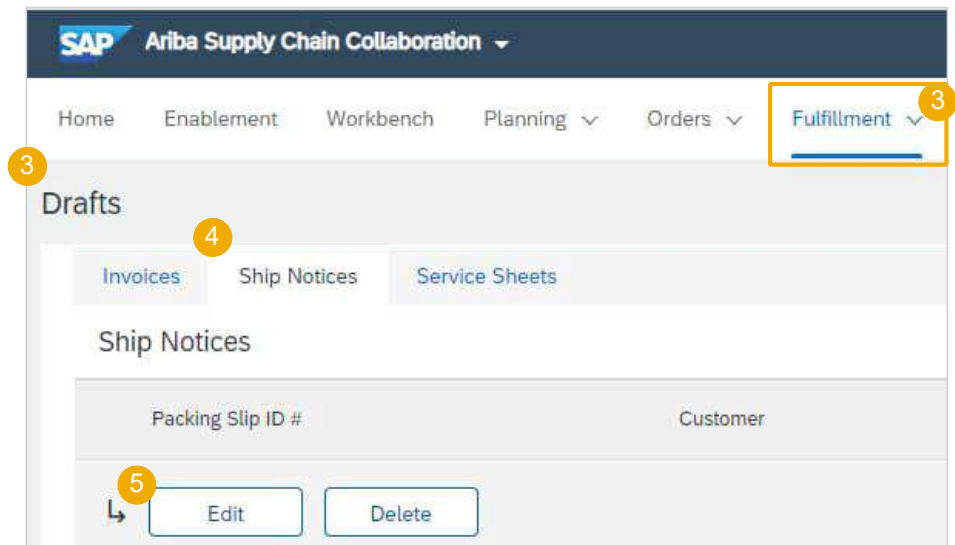 SAP Ariba Supply Chain Collaboration
Home Enablement Workbench Planning Orders Fulfillment 3
3
Drafts
4
Invoices Ship Notices Service Sheets
Ship Notices
Packing Slip ID # Customer
5
Edit Delete